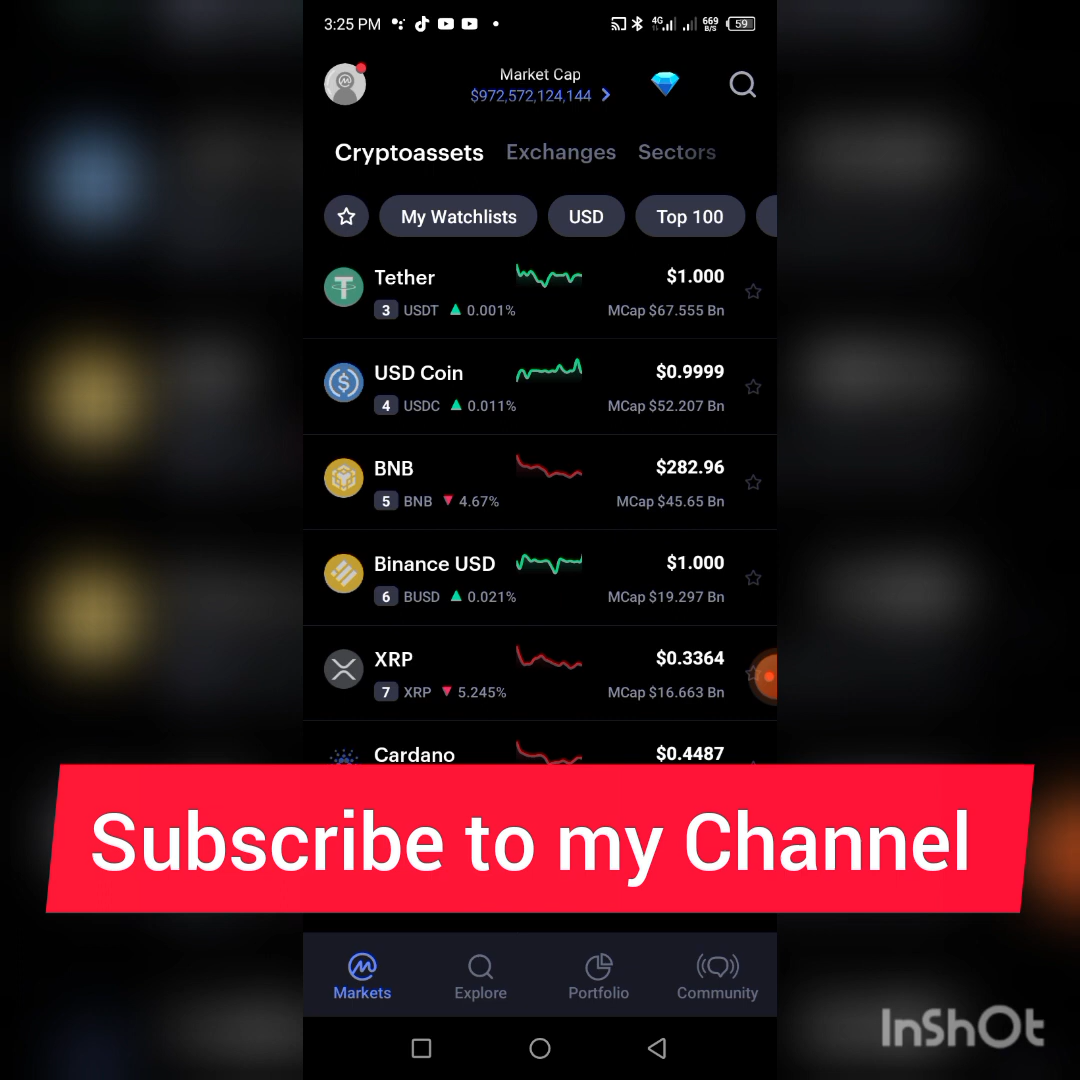 3:25 PM
4G
669 B/S
59
Market Cap
$972,572,124,144
Cryptoassets Exchanges Sectors
My Watchlists USD Top 100
Tether $1.000
3 USDT 0.001% MCap $67.555 Bn
USD Coin $0.9999
4 USDC 0.011% MCap $52.207 Bn
BNB $282.96
5 BNB 4.67% MCap $45.65 Bn
Binance USD $1.000
6 BUSD 0.021% MCap $19.297 Bn
XRP $0.3364
7 XRP 5.245% MCap $16.663 Bn
Cardano $0.4487
Subscribe to my Channel
Markets Explore Portfolio Community
InShOt